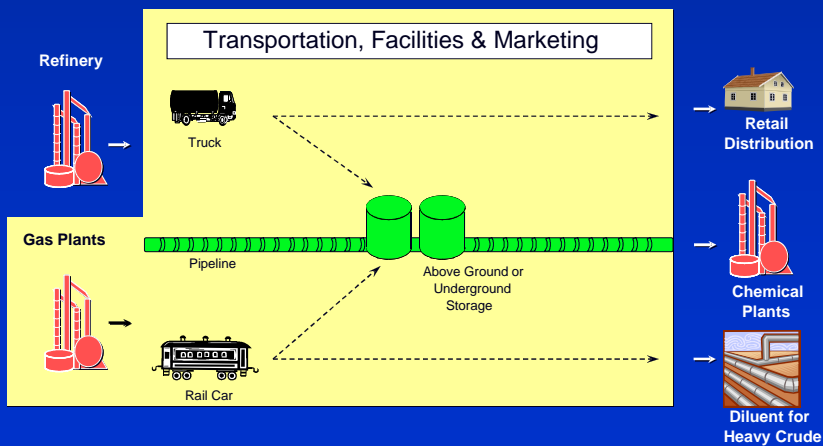 Transportation, Facilities & Marketing
Refinery
Truck
Retail
Distribution
Gas Plants
Pipeline
Above Ground or
Underground
Storage
Chemical
Plants
Rail Car
Diluent for
Heavy Crude